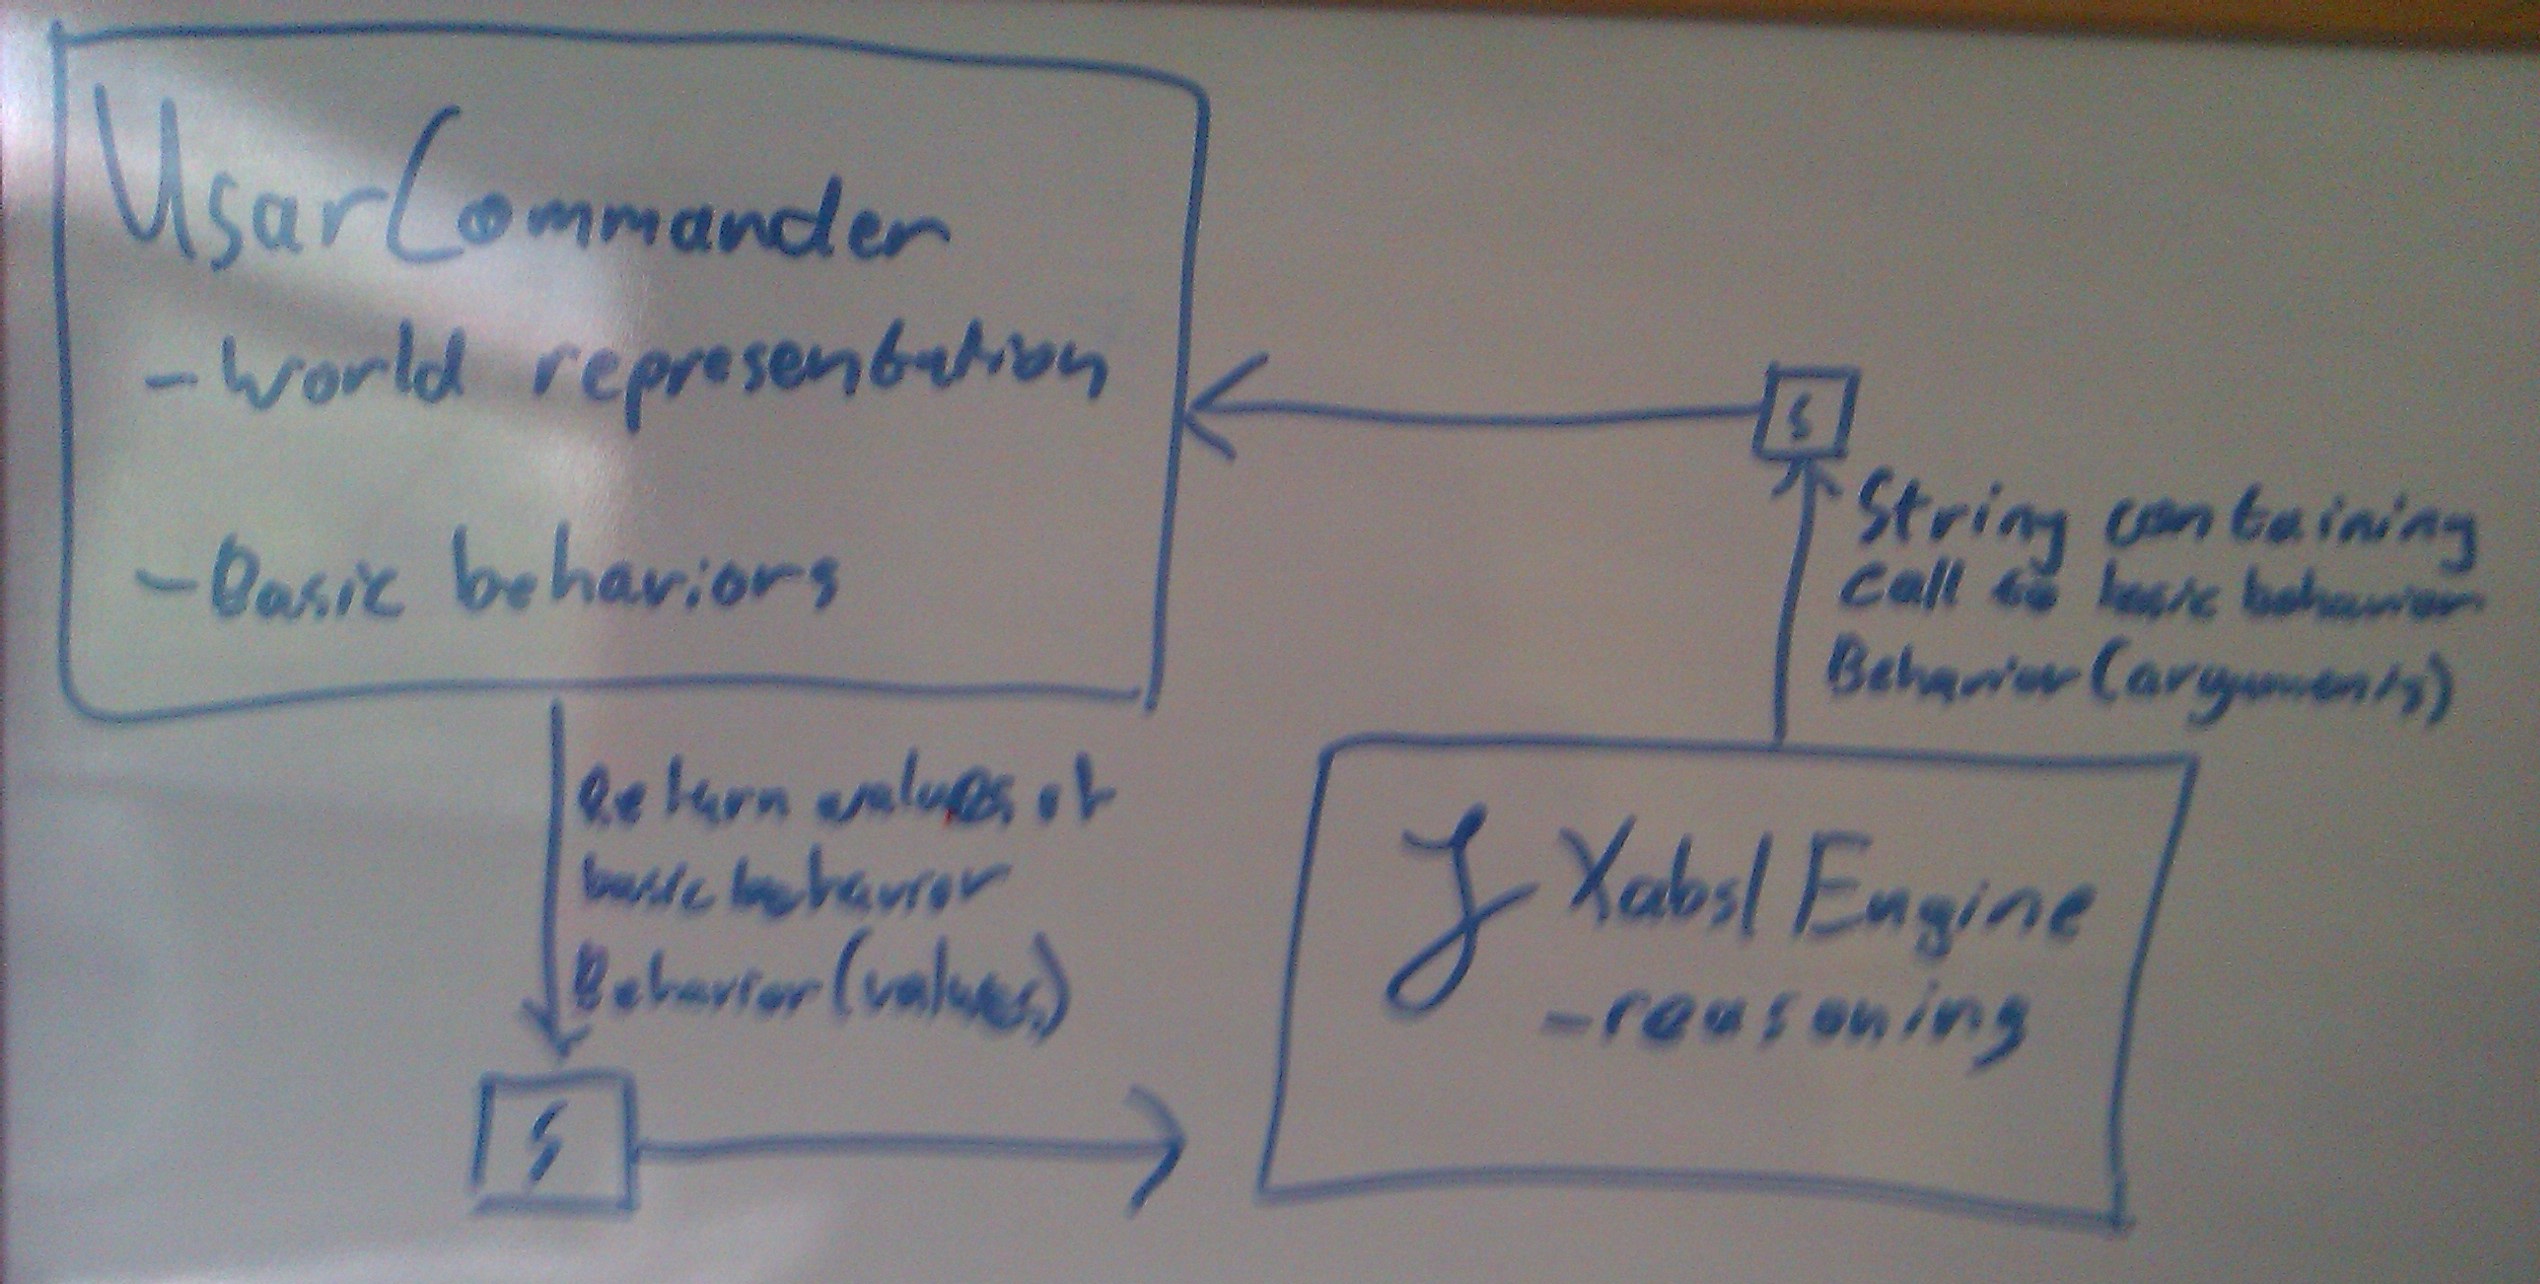 UsarCommander
- World representation
- Basic behaviors
S
String containing
Call to basic behavior
Behavior (arguments)
Return values of
basic behavior
Behavior (values)
S
J Xabsl Engine
- reasoning